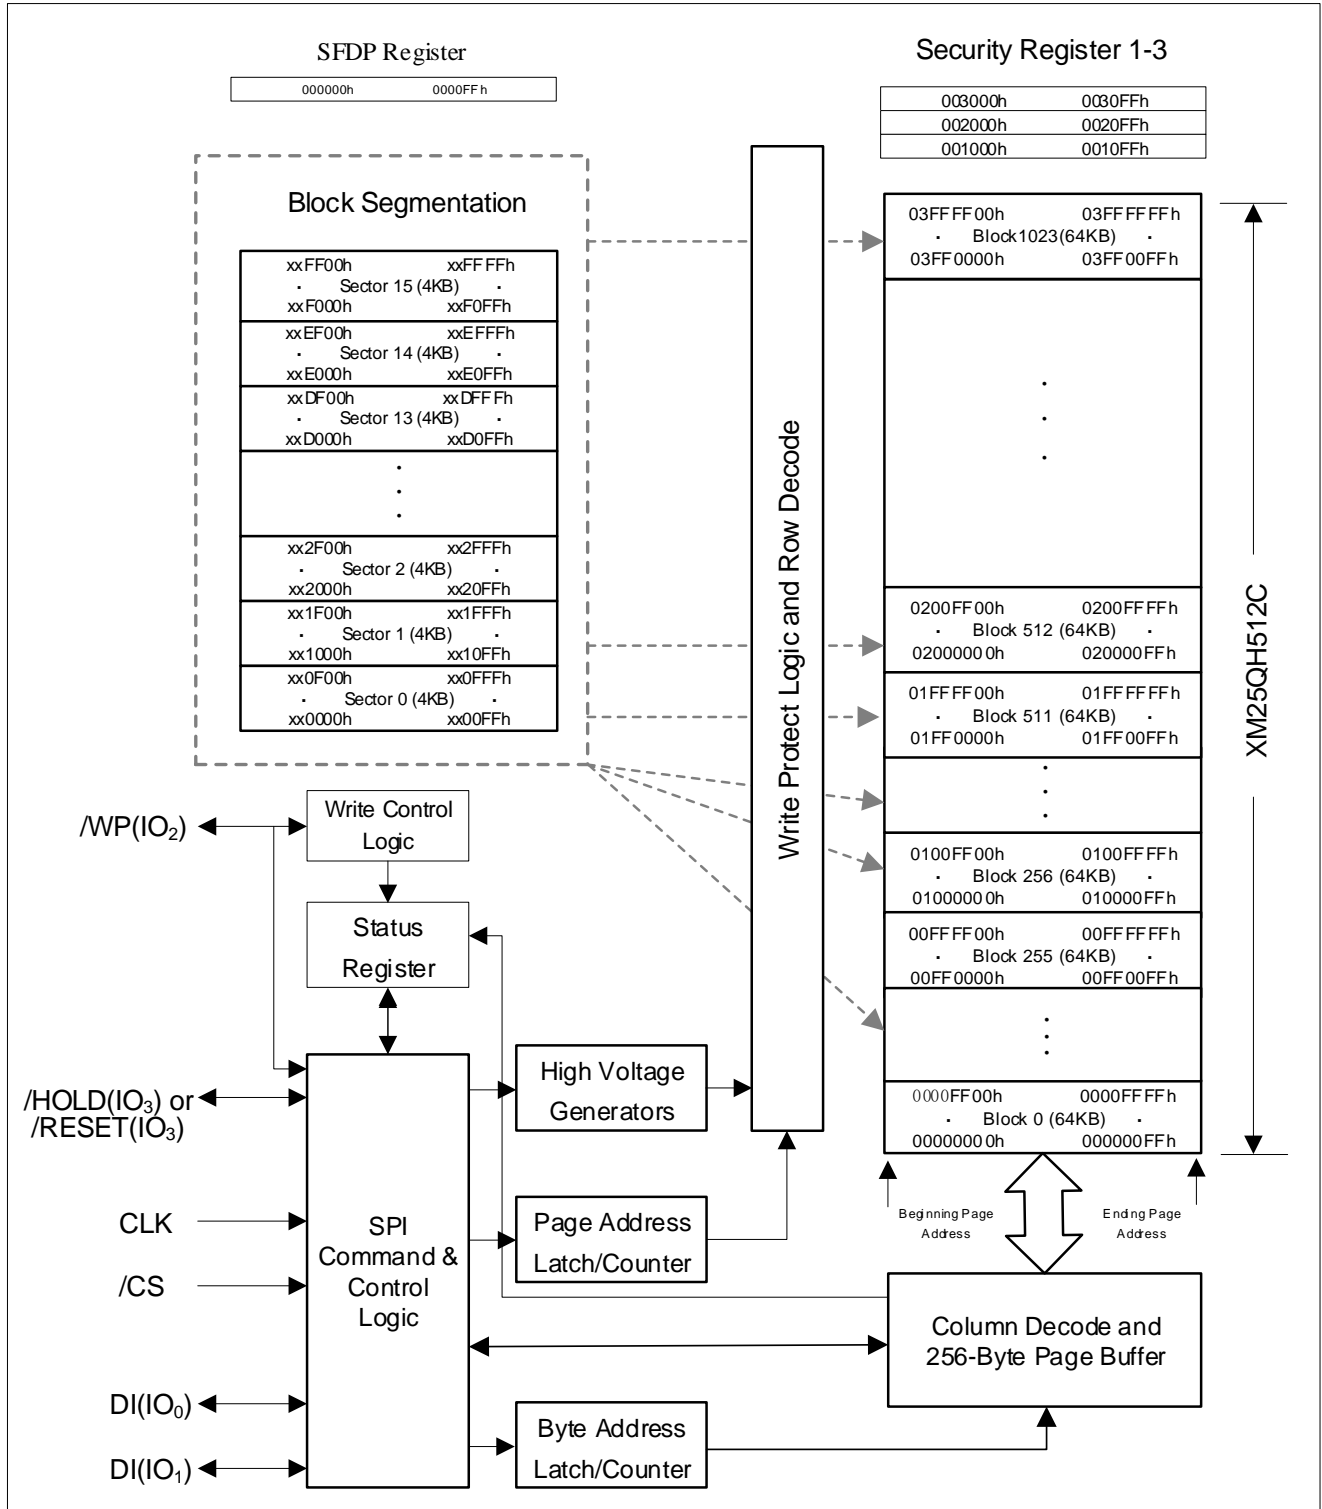 SFDP Register
000000h 0000FFh
Security Register 1-3
003000h 0030FFh
002000h 0020FFh
001000h 0010FFh
Block Segmentation
xxFF00h xxFFFFh
· Sector 15 (4KB) ·
xxF000h xxF0FFh
xxEF00h xxEFFFh
· Sector 14 (4KB) ·
xxE000h xxE0FFh
xxDF00h xxDFFFh
· Sector 13 (4KB) ·
xxD000h xxD0FFh
xx2F00h xx2FFFh
· Sector 2 (4KB) ·
xx2000h xx20FFh
xx1F00h xx1FFFh
· Sector 1 (4KB) ·
xx1000h xx10FFh
xx0F00h xx0FFFh
· Sector 0 (4KB) ·
xx0000h xx00FFh
Write Protect Logic and Row Decode
03FFFF00h 03FFFFFFh
· Block1023(64KB) ·
03FF0000h 03FF00FFh
0200FF00h 0200FFFFh
· Block 512 (64KB) ·
02000000h 020000FFh
01FFFF00h 01FFFFFFh
· Block 511 (64KB) ·
01FF0000h 01FF00FFh
0100FF00h 0100FFFFh
· Block 256 (64KB) ·
01000000h 010000FFh
00FFFF00h 00FFFFFFh
· Block 255 (64KB) ·
00FF0000h 00FF00FFh
0000FF00h 0000FFFFh
· Block 0 (64KB) ·
00000000h 000000FFh
XM25QH512C
Beginning Page
Address
Ending Page
Address
/WP(IO2)
Write Control
Logic
Status
Register
/HOLD(IO3) or
/RESET(IO3)
CLK
/CS
DI(IO0)
DI(IO1)
SPI
Command &
Control
Logic
High Voltage
Generators
Page Address
Latch/Counter
Byte Address
Latch/Counter
Column Decode and
256-Byte Page Buffer